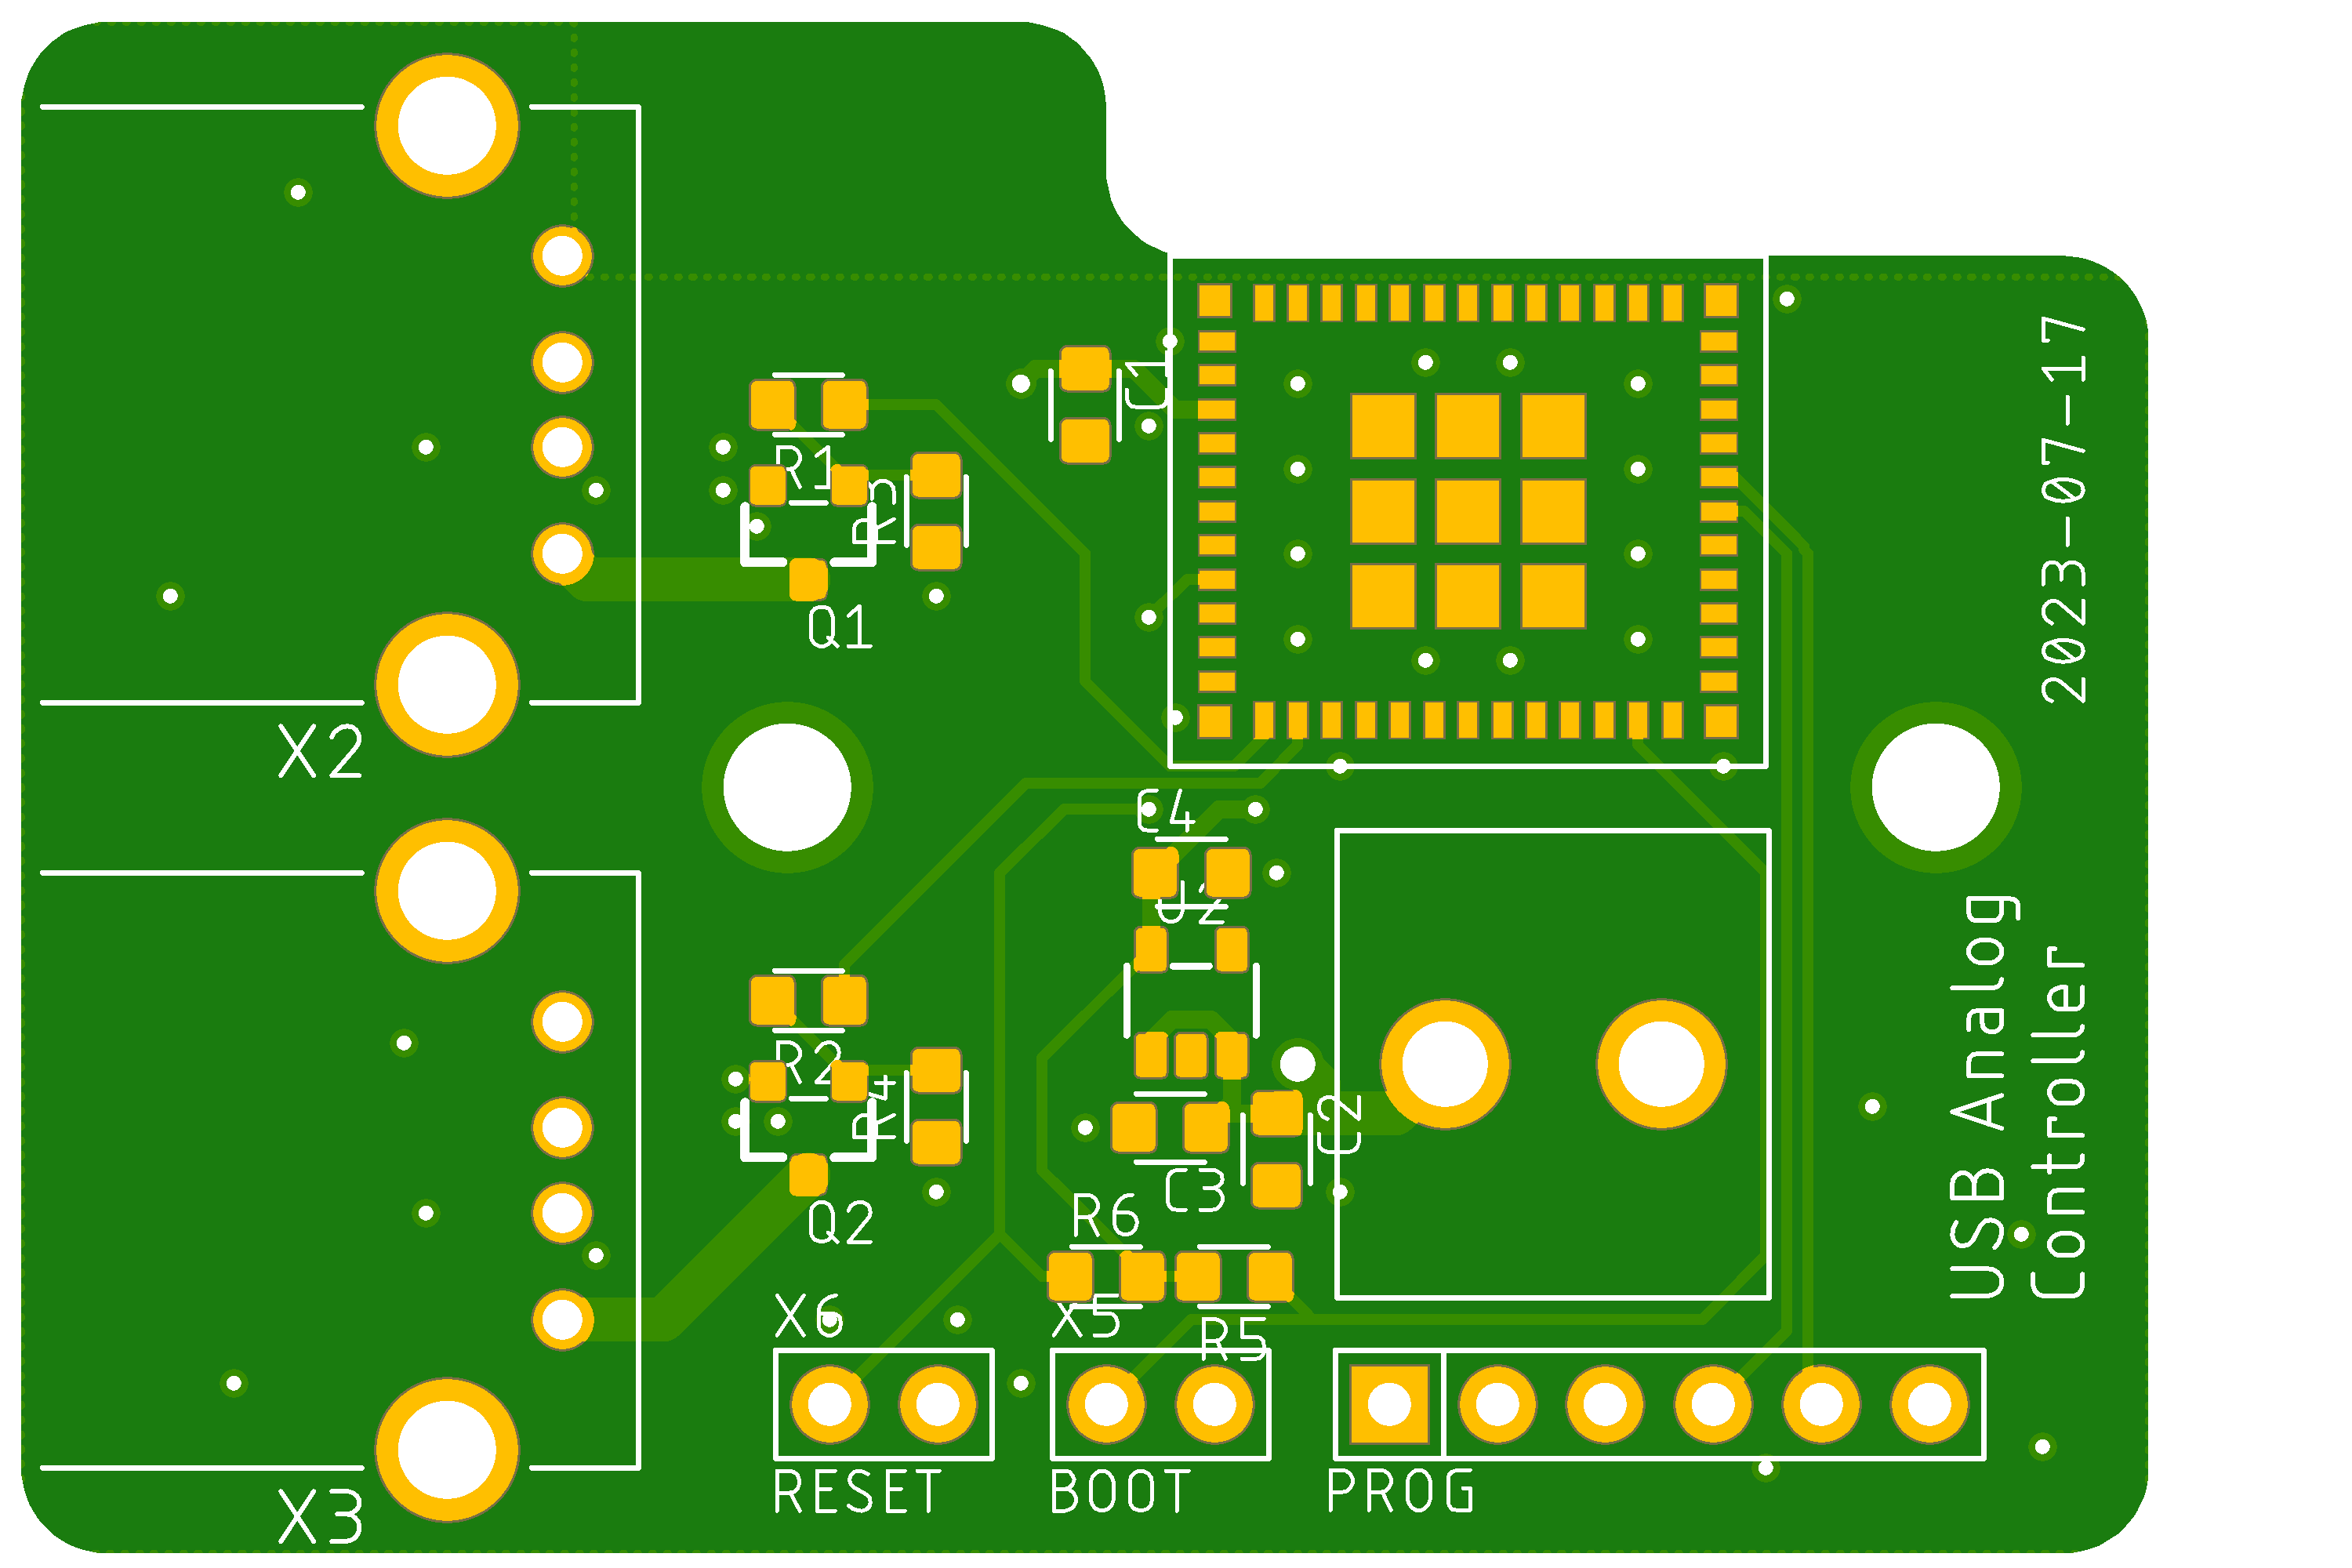 2023-07-17
C1
R1
R3
Q1
X2
C4
U2
USB Analog
Controller
R2
R4
C2
C3
Q2
R6
X6
X5
R5
RESET
BOOT
PROG
X3